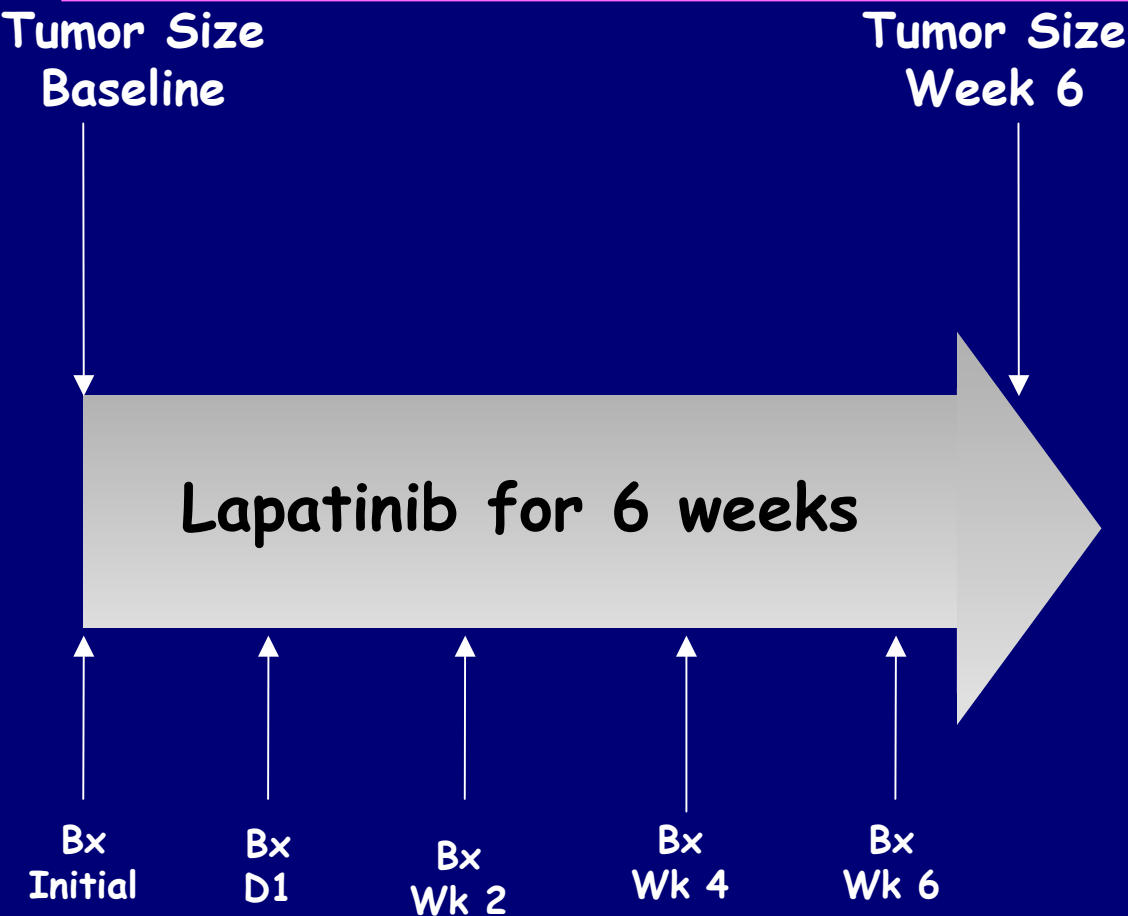 Tumor Size
Baseline
Tumor Size
Week 6
Lapatinib for 6 weeks
Bx
Initial
Bx
D1
Bx
Wk 2
Bx
Wk 4
Bx
Wk 6